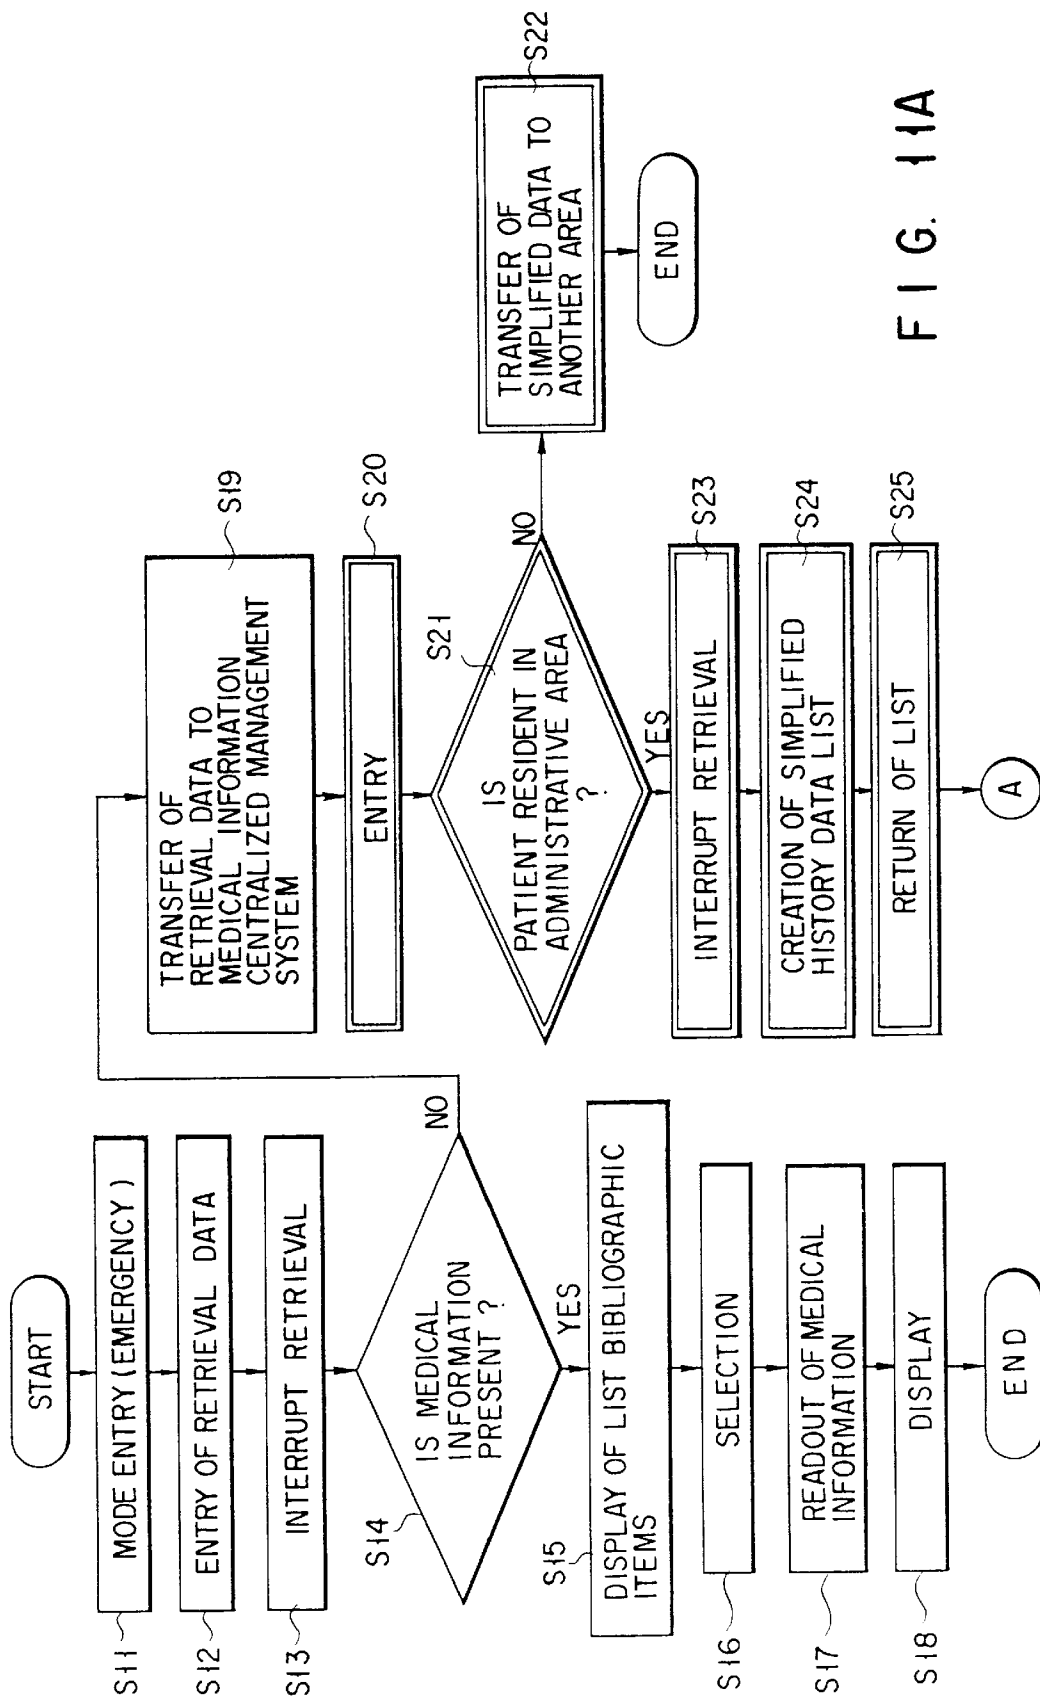 START
S11
MODE ENTRY (EMERGENCY)
S12
ENTRY OF RETRIEVAL DATA
S13
INTERRUPT RETRIEVAL
S14
IS MEDICAL
INFORMATION
PRESENT ?
NO
YES
S15
DISPLAY OF LIST BIBLIOGRAPHIC
ITEMS
S16
SELECTION
S17
READOUT OF MEDICAL
INFORMATION
S18
DISPLAY
END
S19
TRANSFER OF
RETRIEVAL DATA TO
MEDICAL INFORMATION
CENTRALIZED MANAGEMENT
SYSTEM
S20
ENTRY
S21
IS
PATIENT RESIDENT IN
ADMINISTRATIVE AREA
?
NO
YES
S22
TRANSFER OF
SIMPLIFIED DATA TO
ANOTHER AREA
END
S23
INTERRUPT RETRIEVAL
S24
CREATION OF SIMPLIFIED
HISTORY DATA LIST
S25
RETURN OF LIST
A
FIG. 11A